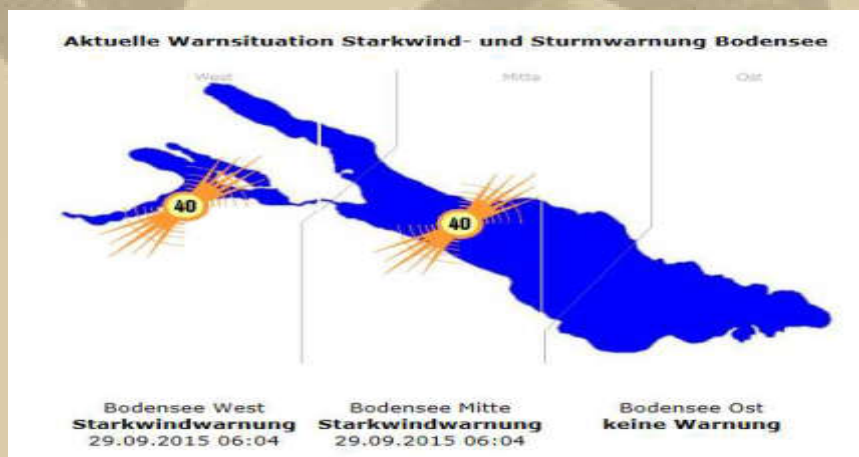 Aktuelle Warnsituation Starkwind- und Sturmwarnung Bodensee
West Mitte Ost
40
40
Bodensee West
Starkwindwarnung
29.09.2015 06:04
Bodensee Mitte
Starkwindwarnung
29.09.2015 06:04
Bodensee Ost
keine Warnung